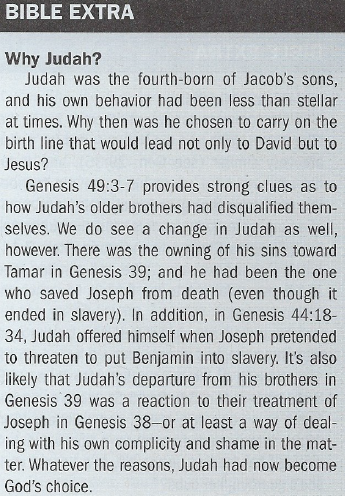 BIBLE EXTRA
Why Judah?
Judah was the fourth-born of Jacob's sons,
and his own behavior had been less than stellar
at times. Why then was he chosen to carry on the
birth line that would lead not only to David but to
Jesus?
Genesis 49:3-7 provides strong clues as to
how Judah's older brothers had disqualified them-
selves. We do see a change in Judah as well,
however. There was the owning of his sins toward
Tamar in Genesis 39; and he had been the one
who saved Joseph from death (even though it
ended in slavery). In addition, in Genesis 44:18-
34, Judah offered himself when Joseph pretended
to threaten to put Benjamin into slavery. It's also
likely that Judah's departure from his brothers in
Genesis 39 was a reaction to their treatment of
Joseph in Genesis 38—or at least a way of deal-
ing with his own complicity and shame in the mat-
ter. Whatever the reasons, Judah had now become
God's choice.